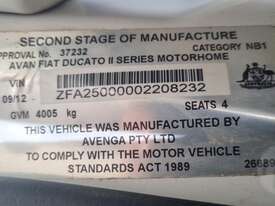 SECOND STAGE OF MANUFACTURE
APPROVAL No. 37232 CATEGORY NB1
AVAN FIAT DUCATO II SERIES MOTORHOME
VIN
09/12 - ZFA25000002208232
GVM 4005 kg SEATS 4
THIS VEHICLE WAS MANUFACTURED BY
AVENGA PTY LTD
TO COMPLY WITH THE MOTOR VEHICLE
STANDARDS ACT 1989
26689